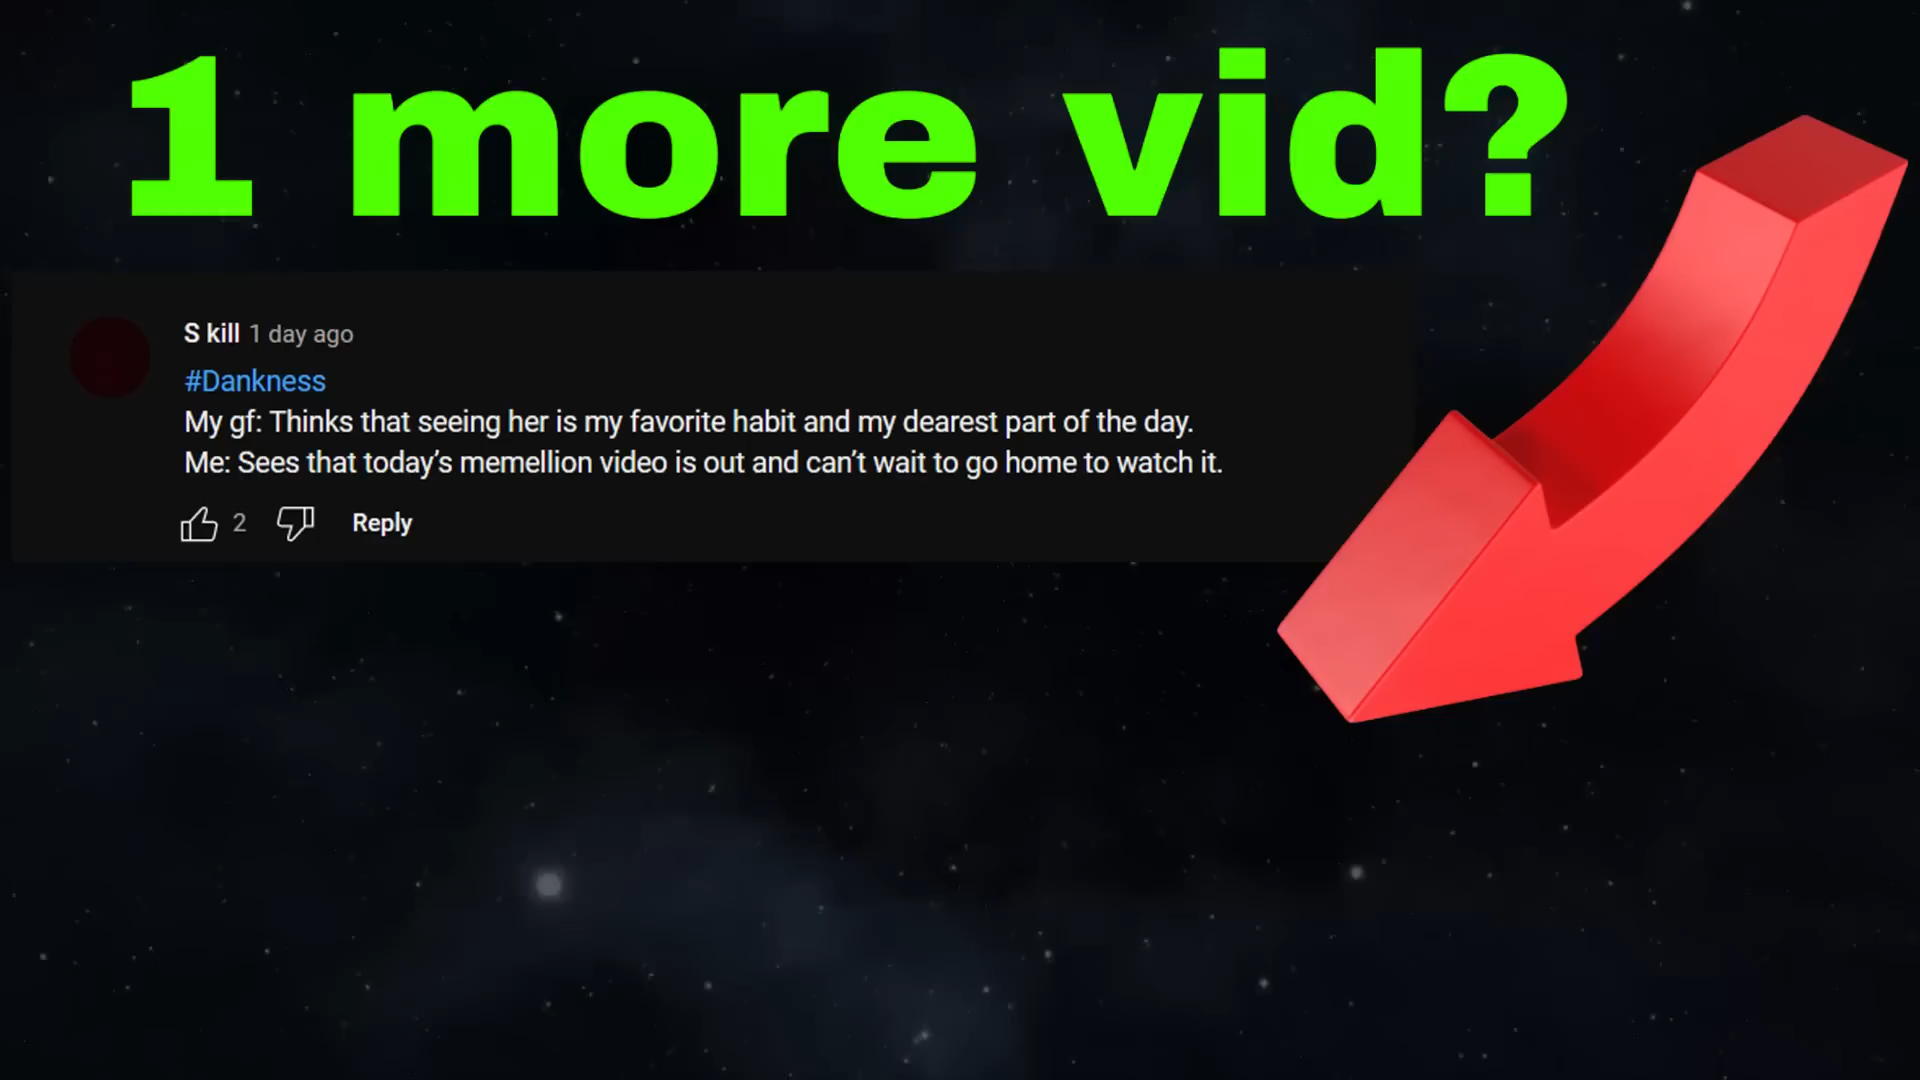 1 more vid?
S kill 1 day ago
#Dankness
My gf: Thinks that seeing her is my favorite habit and my dearest part of the day.
Me: Sees that today’s memellion video is out and can’t wait to go home to watch it.
2 Reply